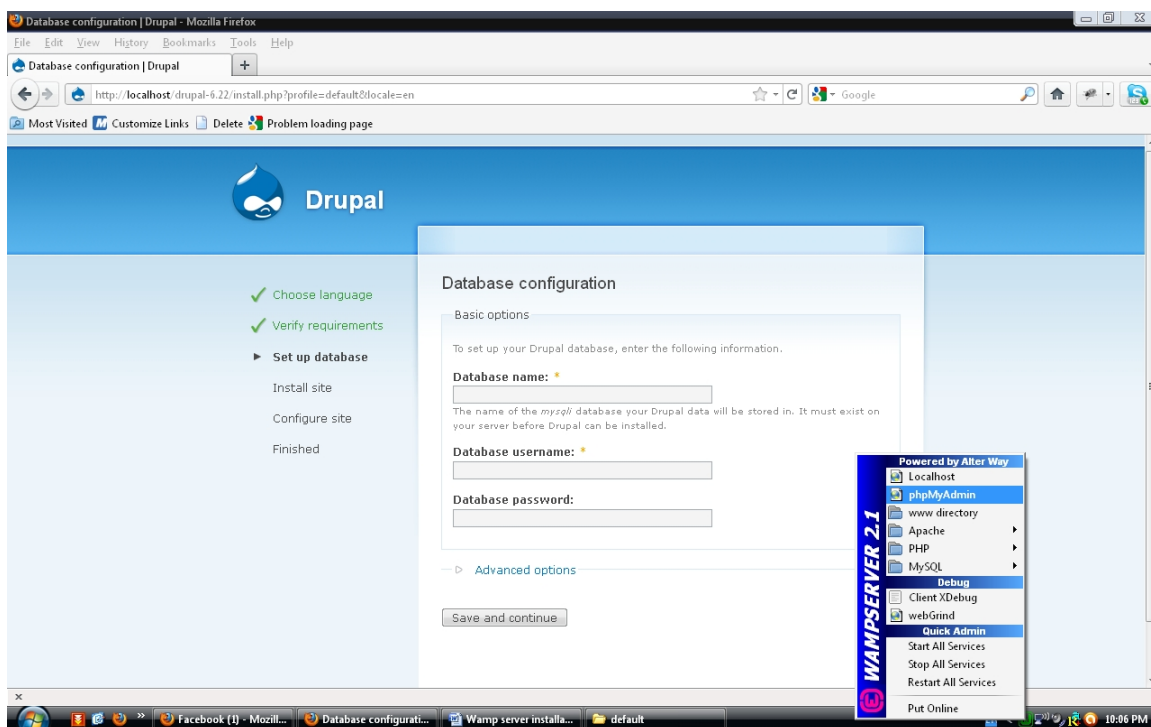 Database configuration | Drupal - Mozilla Firefox
File Edit View History Bookmarks Tools Help
Database configuration | Drupal
http://localhost/drupal-6.22/install.php?profile=default&locale=en
Google
Most Visited Customize Links Delete Problem loading page
Drupal
Choose language
Verify requirements
Set up database
Install site
Configure site
Finished
Database configuration
Basic options
To set up your Drupal database, enter the following information.
Database name: *
The name of the mysqli database your Drupal data will be stored in. It must exist on
your server before Drupal can be installed.
Database username: *
Database password:
Advanced options
Save and continue
WAMPSERVER 2.1
Powered by Alter Way
Localhost
phpMyAdmin
www directory
Apache
PHP
MySQL
Debug
Client XDebug
webGrind
Quick Admin
Start All Services
Stop All Services
Restart All Services
Put Online
Facebook (1) - Mozill...
Database configurati...
Wamp server installa...
default
10:06 PM